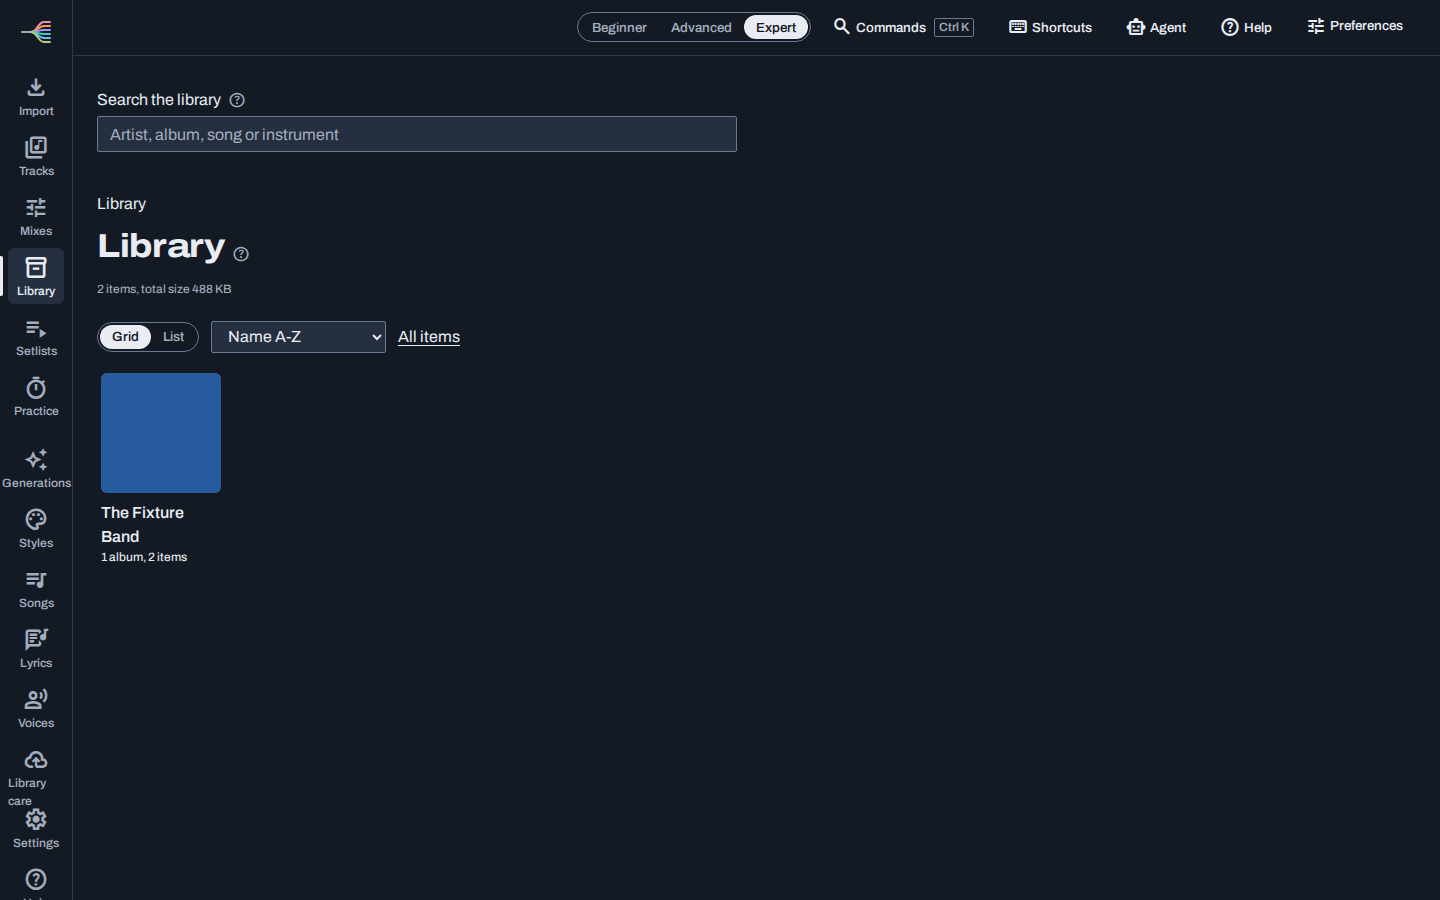 Beginner
Advanced
Expert
Commands
Ctrl K
Shortcuts
Agent
Help
Preferences
Import
Tracks
Mixes
Library
Setlists
Practice
Generations
Styles
Songs
Lyrics
Voices
Library
care
Settings
Search the library
Artist, album, song or instrument
Library
Library
2 items, total size 488 KB
Grid
List
Name A-Z
All items
The Fixture
Band
1 album, 2 items